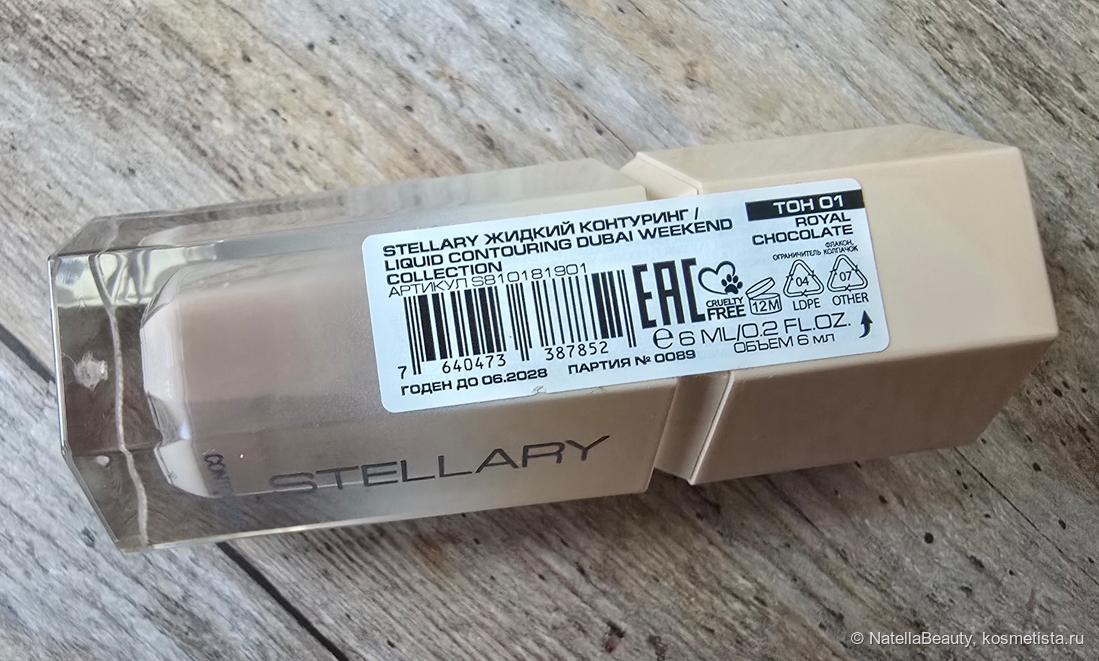 STELLARY ЖИДКИЙ КОНТУРИНГ /
LIQUID CONTOURING DUBAI WEEKEND
COLLECTION
АРТИКУЛ S810181901
7 640473 387852
ГОДЕН ДО 06.2028 ПАРТИЯ № 0089
ТОН 01
ROYAL
CHOCOLATE
ФЛАКОН,
ОГРАНИЧИТЕЛЬ КОЛПАЧОК
EAC
CRUELTY
FREE
12M
04
LDPE
07
OTHER
e 6 ML/0.2 FL.OZ.
ОБЪЕМ 6 мл
STELLARY
© NatellaBeauty, kosmetista.ru